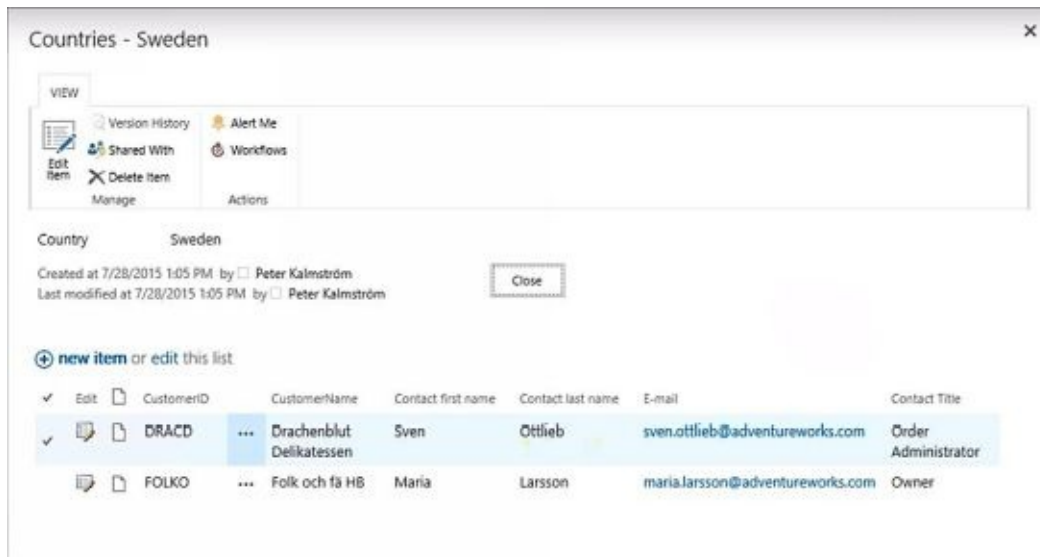 Countries - Sweden
VIEW
Edit Item
Version History
Shared With
Delete Item
Manage
Alert Me
Workflows
Actions
Country Sweden
Created at 7/28/2015 1:05 PM by Peter Kalmström
Last modified at 7/28/2015 1:05 PM by Peter Kalmström
Close
new item or edit this list
Edit CustomerID CustomerName Contact first name Contact last name E-mail Contact Title
DRACD ... Drachenblut Delikatessen Sven Ottlieb sven.ottlieb@adventureworks.com Order Administrator
FOLKO ... Folk och fä HB Maria Larsson maria.larsson@adventureworks.com Owner